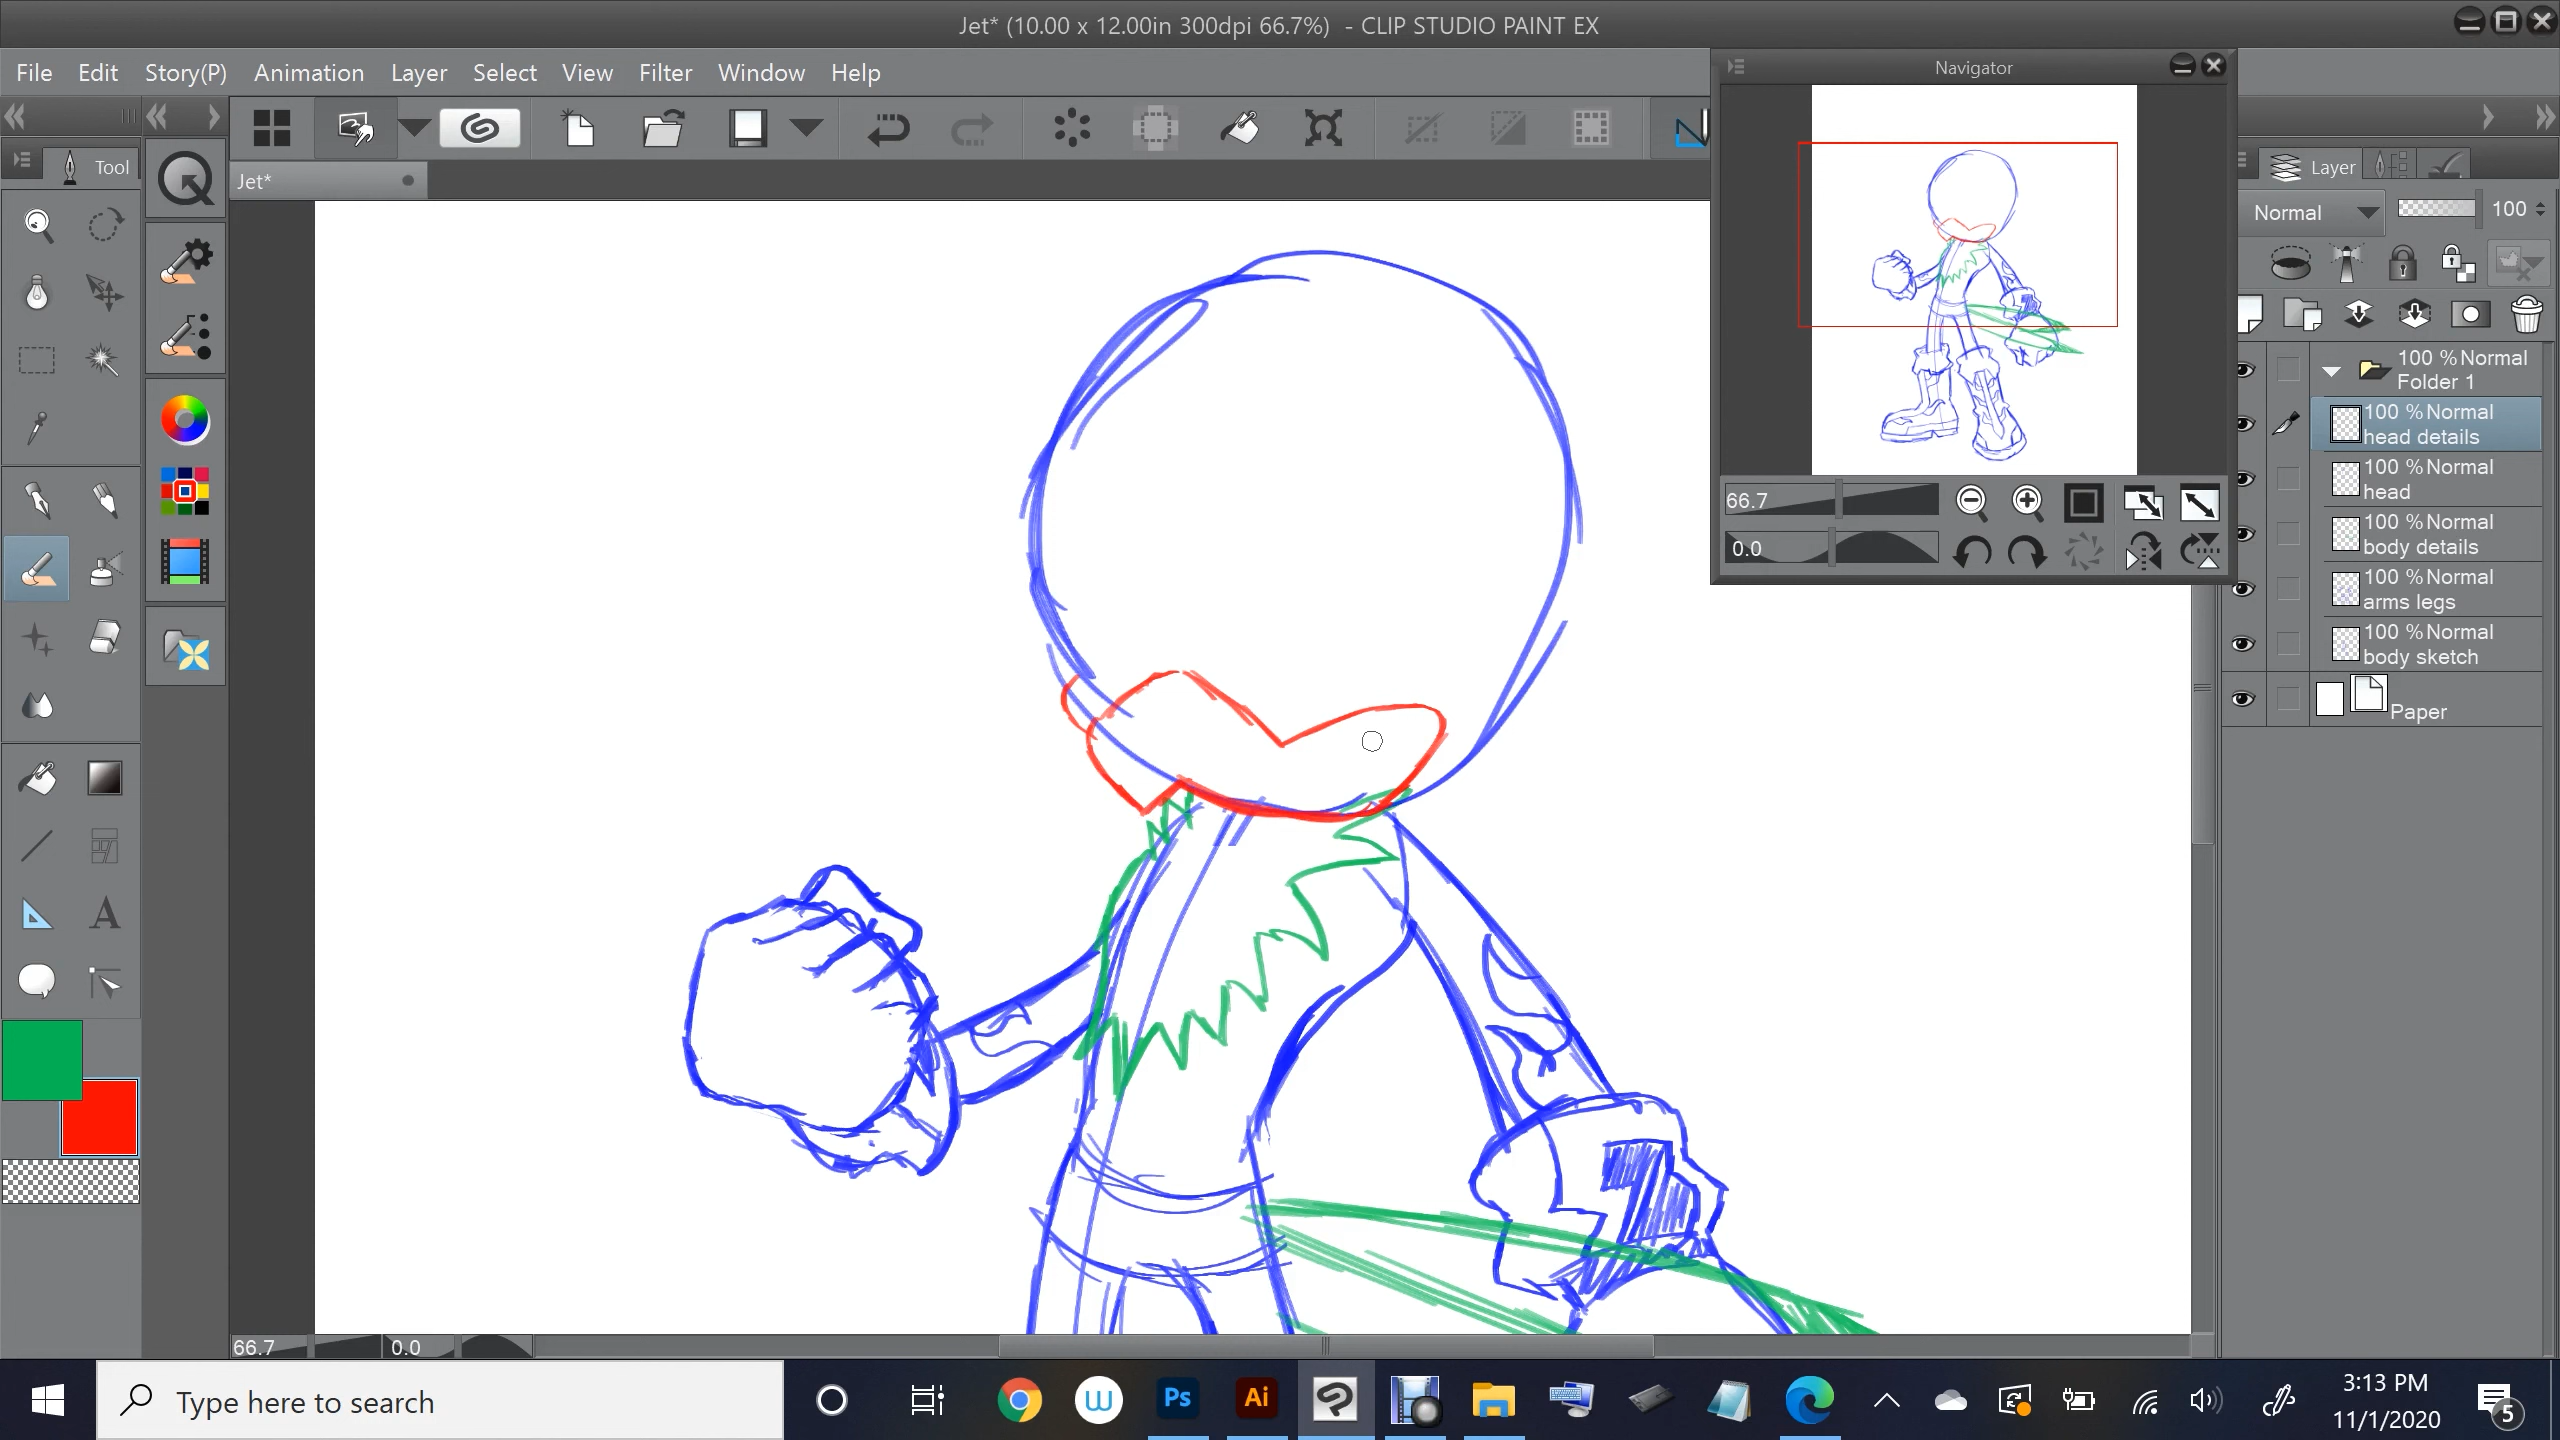 Jet* (10.00 x 12.00in 300dpi 66.7%) - CLIP STUDIO PAINT EX
File Edit Story(P) Animation Layer Select View Filter Window Help
Navigator
Tool
Jet*
Layer
Normal 100
100 %Normal
Folder 1
100 %Normal
head details
100 %Normal
head
100 %Normal
body details
100 %Normal
arms legs
100 %Normal
body sketch
Paper
66.7
0.0
A
66.7 0.0
Type here to search
W
Ps
Ai
3:13 PM
11/1/2020
5